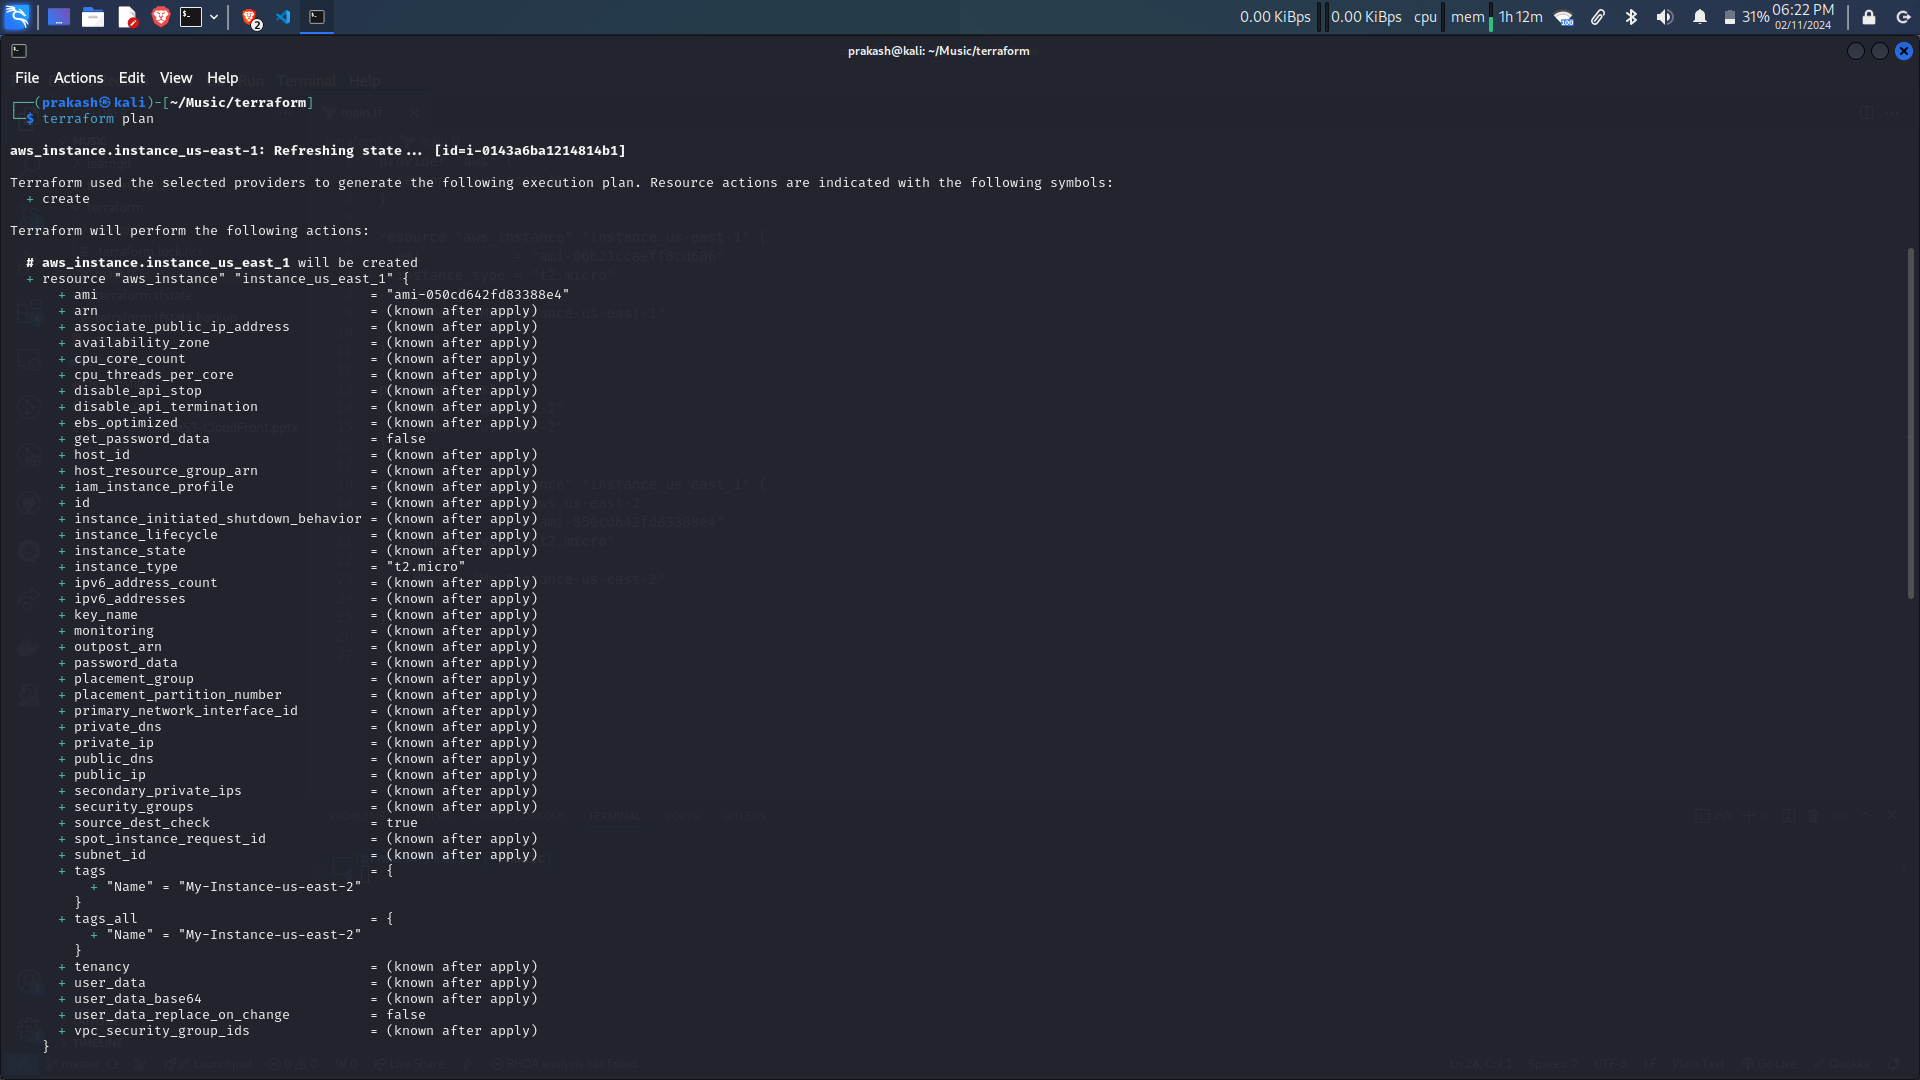 2
0.00 KiBps 0.00 KiBps cpu mem 1h12m 100 31% 06:22 PM
02/11/2024
prakash@kali: ~/Music/terraform
File Actions Edit View Help
(prakash㉿kali)-[~/Music/terraform]
$ terraform plan
aws_instance.instance_us-east-1: Refreshing state... [id=i-0143a6ba1214814b1]
Terraform used the selected providers to generate the following execution plan. Resource actions are indicated with the following symbols:
+ create
Terraform will perform the following actions:
# aws_instance.instance_us_east_1 will be created
+ resource "aws_instance" "instance_us_east_1" {
+ ami = "ami-050cd642fd83388e4"
+ arn = (known after apply)
+ associate_public_ip_address = (known after apply)
+ availability_zone = (known after apply)
+ cpu_core_count = (known after apply)
+ cpu_threads_per_core = (known after apply)
+ disable_api_stop = (known after apply)
+ disable_api_termination = (known after apply)
+ ebs_optimized = (known after apply)
+ get_password_data = false
+ host_id = (known after apply)
+ host_resource_group_arn = (known after apply)
+ iam_instance_profile = (known after apply)
+ id = (known after apply)
+ instance_initiated_shutdown_behavior = (known after apply)
+ instance_lifecycle = (known after apply)
+ instance_state = (known after apply)
+ instance_type = "t2.micro"
+ ipv6_address_count = (known after apply)
+ ipv6_addresses = (known after apply)
+ key_name = (known after apply)
+ monitoring = (known after apply)
+ outpost_arn = (known after apply)
+ password_data = (known after apply)
+ placement_group = (known after apply)
+ placement_partition_number = (known after apply)
+ primary_network_interface_id = (known after apply)
+ private_dns = (known after apply)
+ private_ip = (known after apply)
+ public_dns = (known after apply)
+ public_ip = (known after apply)
+ secondary_private_ips = (known after apply)
+ security_groups = (known after apply)
+ source_dest_check = true
+ spot_instance_request_id = (known after apply)
+ subnet_id = (known after apply)
+ tags = {
+ "Name" = "My-Instance-us-east-2"
}
+ tags_all = {
+ "Name" = "My-Instance-us-east-2"
}
+ tenancy = (known after apply)
+ user_data = (known after apply)
+ user_data_base64 = (known after apply)
+ user_data_replace_on_change = false
+ vpc_security_group_ids = (known after apply)
}